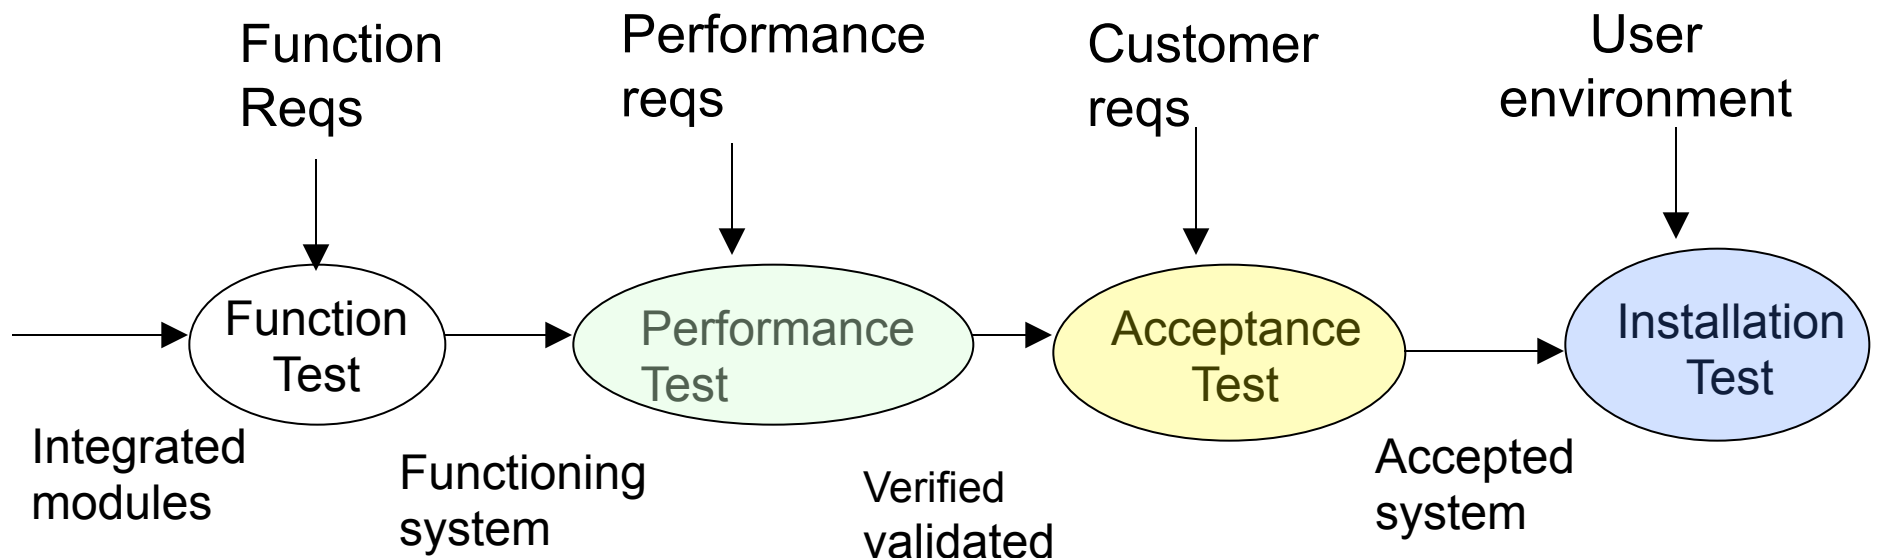 Function
Reqs
Performance
reqs
Customer
reqs
User
environment
Function
Test
Performance
Test
Acceptance
Test
Installation
Test
Integrated
modules
Functioning
system
Verified
validated
Accepted
system